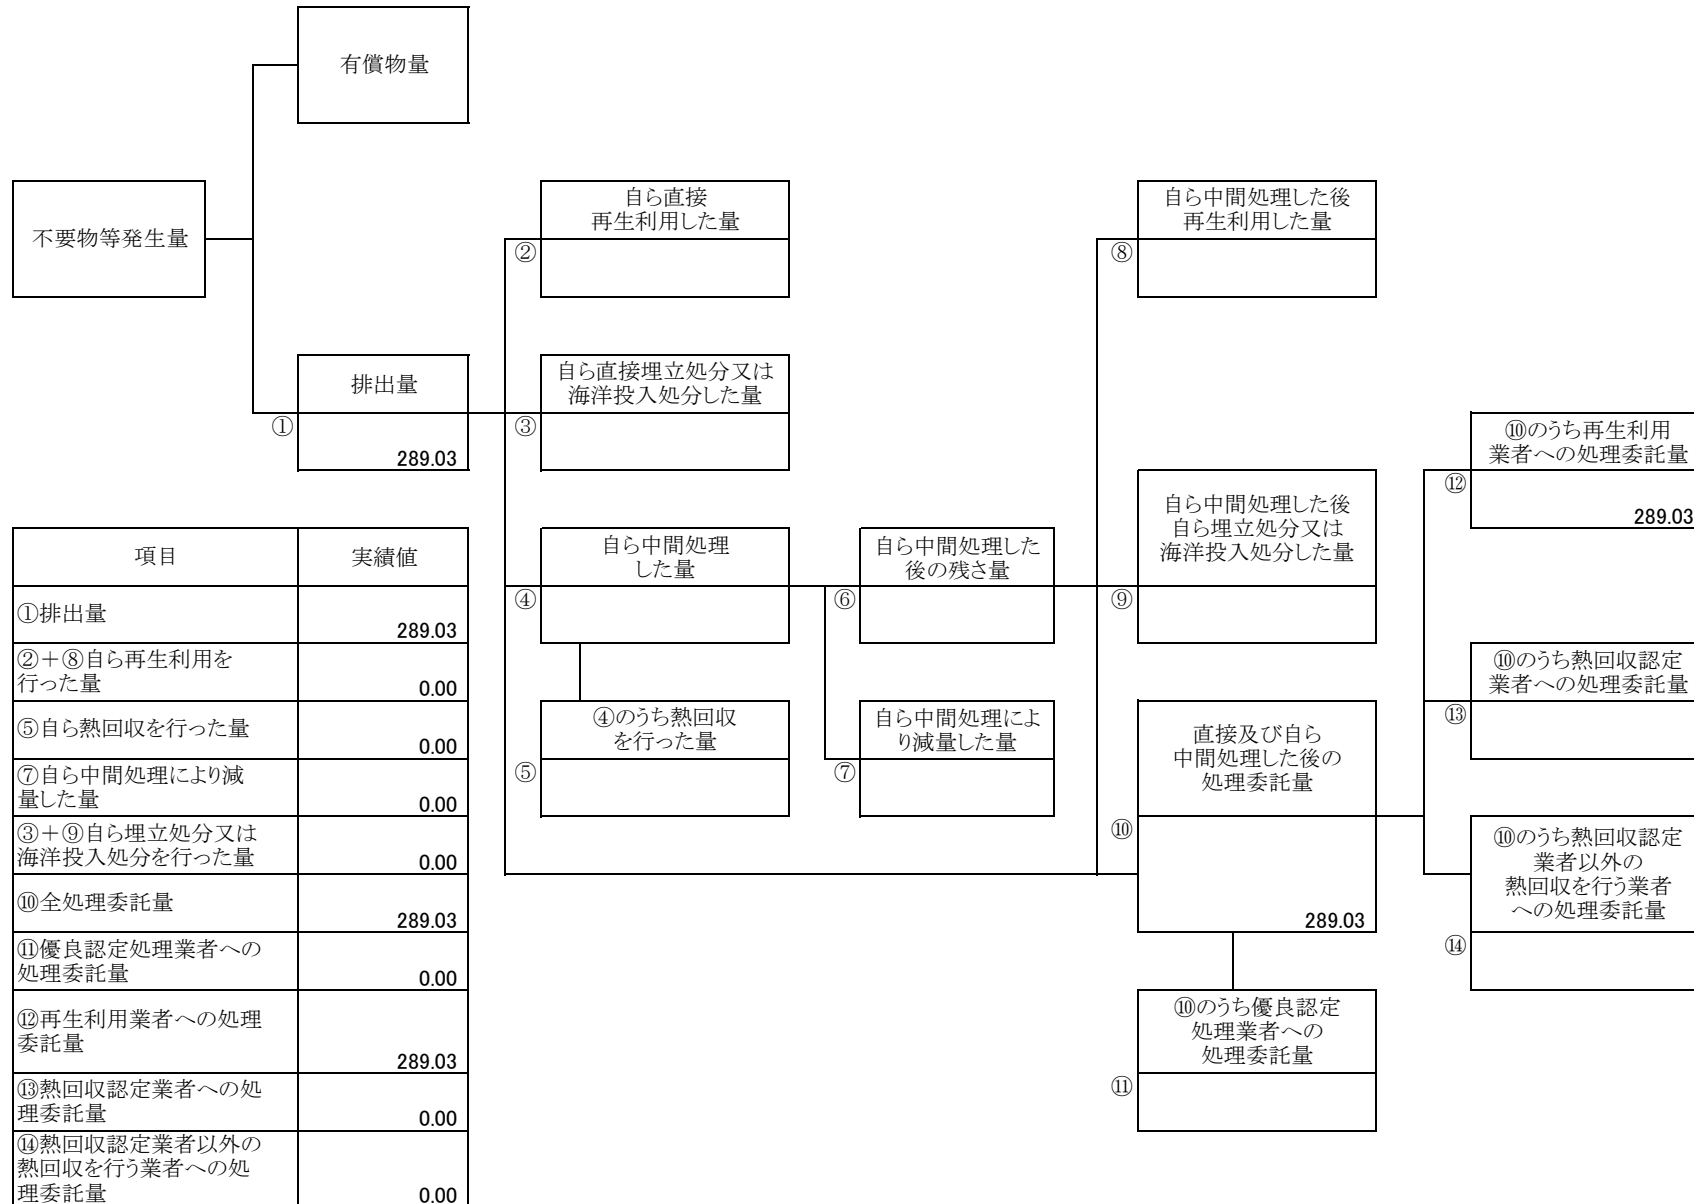 有償物量
不要物等発生量
排出量
①
289.03
自ら直接
再生利用した量
②
自ら直接埋立処分又は
海洋投入処分した量
③
自ら中間処理
した量
④
④のうち熱回収
を行った量
⑤
自ら中間処理した
後の残さ量
⑥
自ら中間処理によ
り減量した量
⑦
自ら中間処理した後
再生利用した量
⑧
自ら中間処理した後
自ら埋立処分又は
海洋投入処分した量
⑨
直接及び自ら
中間処理した後の
処理委託量
⑩
289.03
⑩のうち優良認定
処理業者への
処理委託量
⑪
⑩のうち再生利用
業者への処理委託量
⑫
289.03
⑩のうち熱回収認定
業者への処理委託量
⑬
⑩のうち熱回収認定
業者以外の
熱回収を行う業者
への処理委託量
⑭
項目 実績値
①排出量
289.03
②＋⑧自ら再生利用を
行った量
0.00
⑤自ら熱回収を行った量
0.00
⑦自ら中間処理により減
量した量
0.00
③＋⑨自ら埋立処分又は
海洋投入処分を行った量
0.00
⑩全処理委託量
289.03
⑪優良認定処理業者への
処理委託量
0.00
⑫再生利用業者への処理
委託量
289.03
⑬熱回収認定業者への処
理委託量
0.00
⑭熱回収認定業者以外の
熱回収を行う業者への処
理委託量
0.00